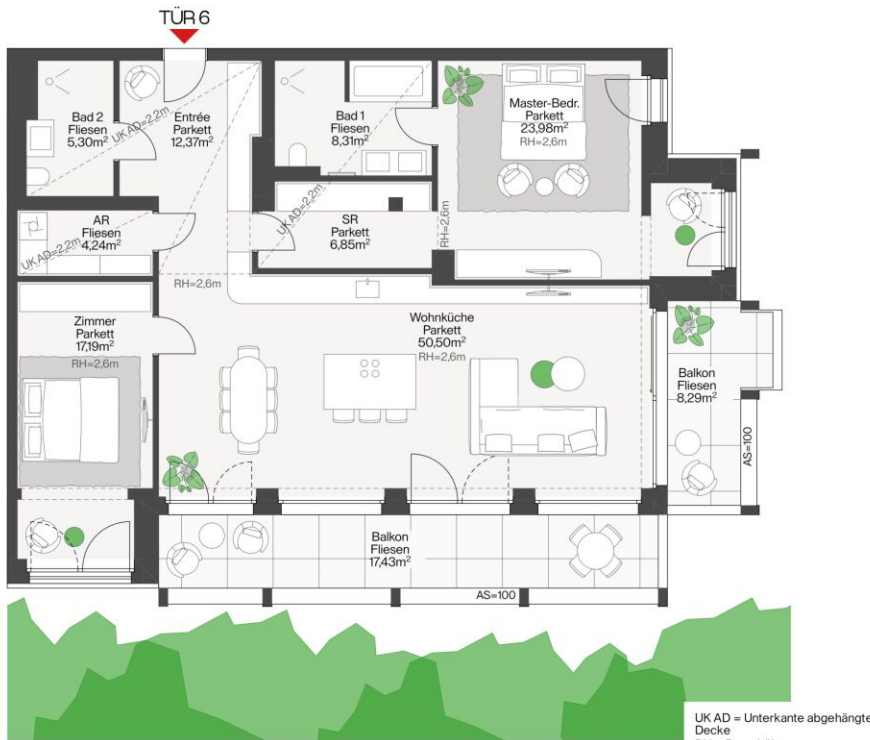 TÜR 6
Bad 2
Fliesen
5,30m²
UK AD=2,2m
Entrée
Parkett
12,37m²
Bad 1
Fliesen
8,31m²
Master-Bedr.
Parkett
23,98m²
RH=2,6m
AR
Fliesen
4,24m²
UK AD=2,2m
SR
Parkett
6,85m²
UK AD=2,2m
RH=2,6m
RH=2,6m
Zimmer
Parkett
17,19m²
RH=2,6m
Wohnküche
Parkett
50,50m²
RH=2,6m
Balkon
Fliesen
8,29m²
AS=100
Balkon
Fliesen
17,43m²
AS=100
UK AD = Unterkante abgehängte
Decke